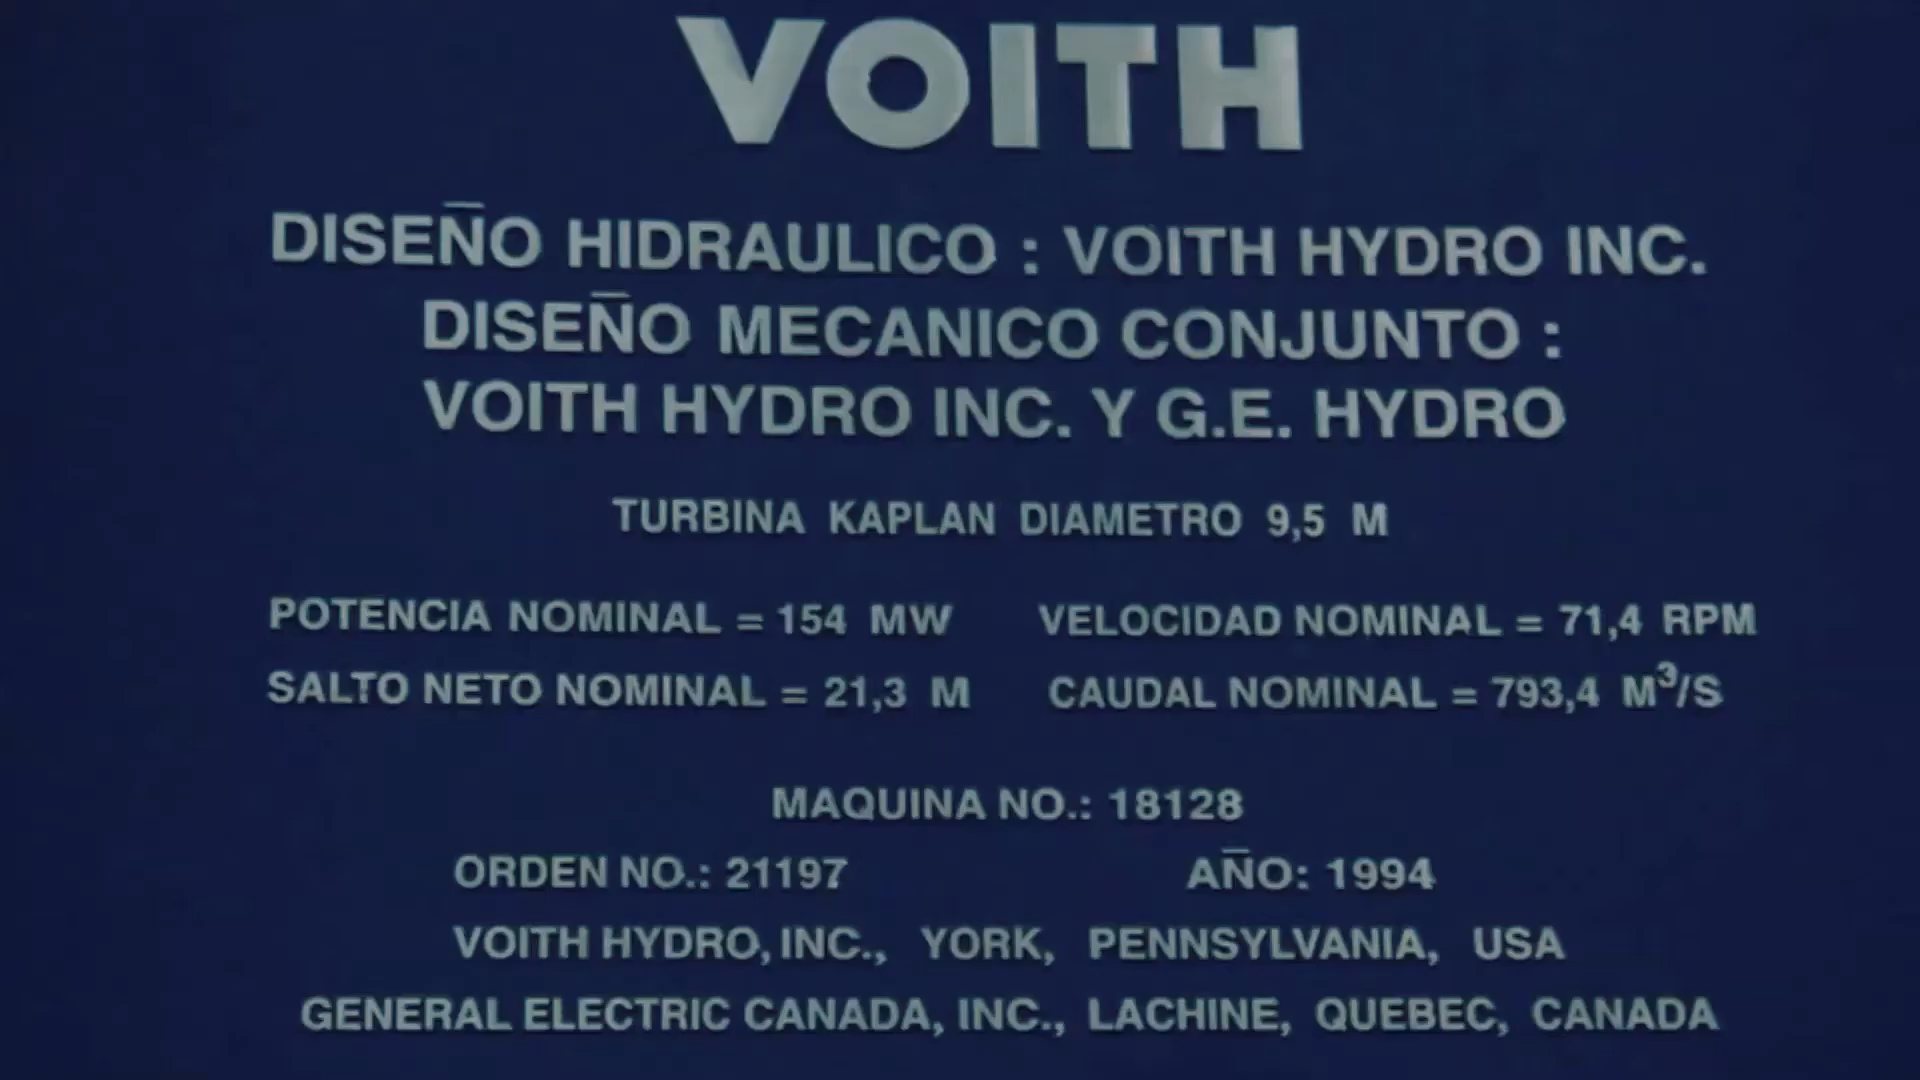 VOITH
DISEÑO HIDRAULICO : VOITH HYDRO INC.
DISEÑO MECANICO CONJUNTO :
VOITH HYDRO INC. Y G.E. HYDRO
TURBINA KAPLAN DIAMETRO 9,5 M
POTENCIA NOMINAL = 154 MW VELOCIDAD NOMINAL = 71,4 RPM
SALTO NETO NOMINAL = 21,3 M CAUDAL NOMINAL = 793,4 M³/S
MAQUINA NO.: 18128
ORDEN NO.: 21197 AÑO: 1994
VOITH HYDRO, INC., YORK, PENNSYLVANIA, USA
GENERAL ELECTRIC CANADA, INC., LACHINE, QUEBEC, CANADA